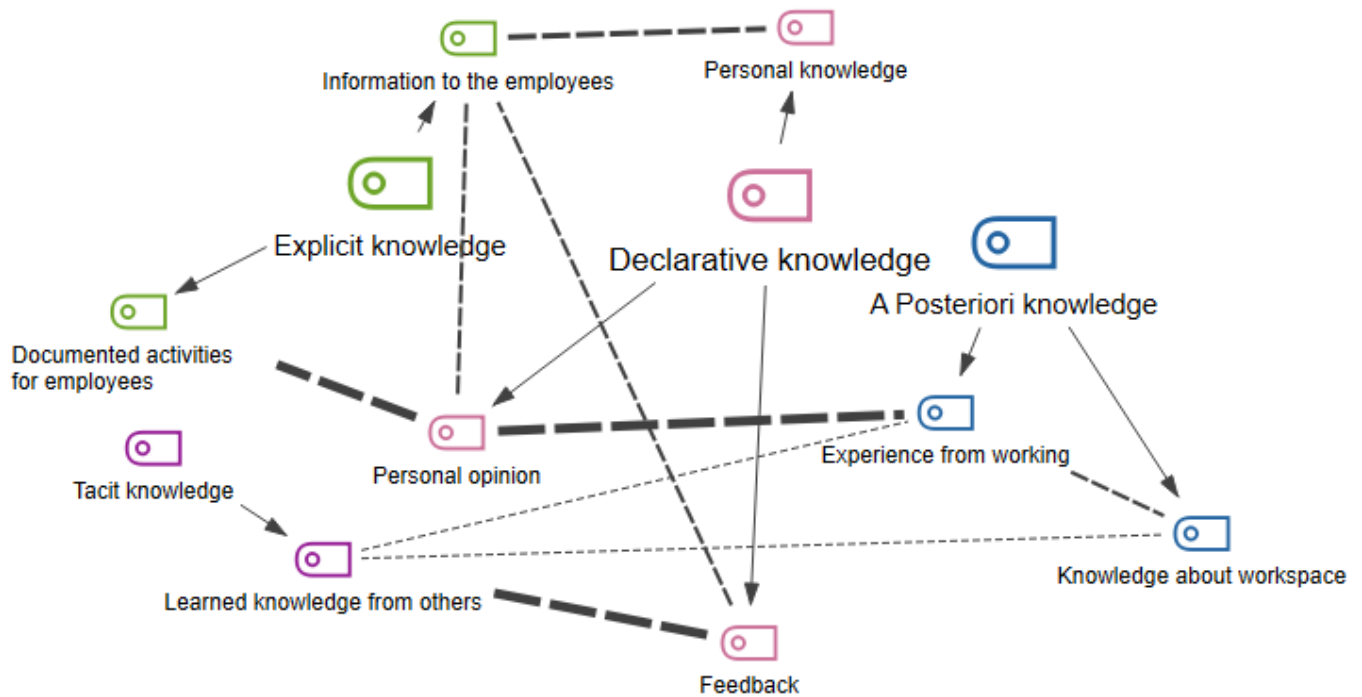 Information to the employees
Personal knowledge
Explicit knowledge
Declarative knowledge
A Posteriori knowledge
Documented activities
for employees
Personal opinion
Experience from working
Tacit knowledge
Learned knowledge from others
Knowledge about workspace
Feedback